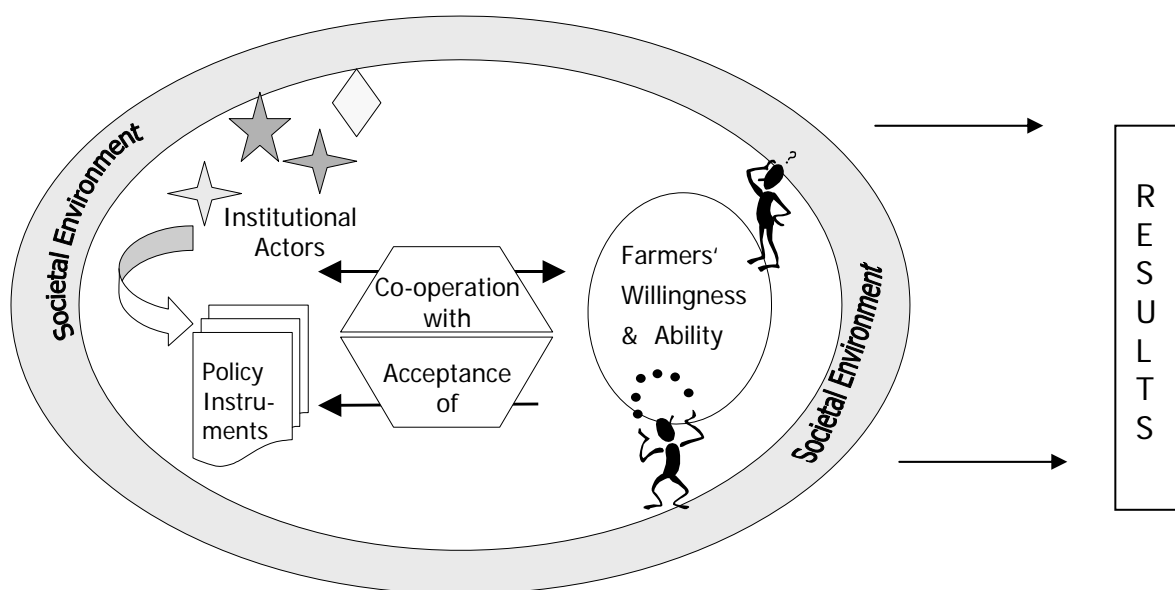 Societal Environment
Institutional
Actors
Co-operation
with
Acceptance
of
Policy
Instru-
ments
Farmers‘
Willingness
& Ability
?
Societal Environment
R
E
S
U
L
T
S